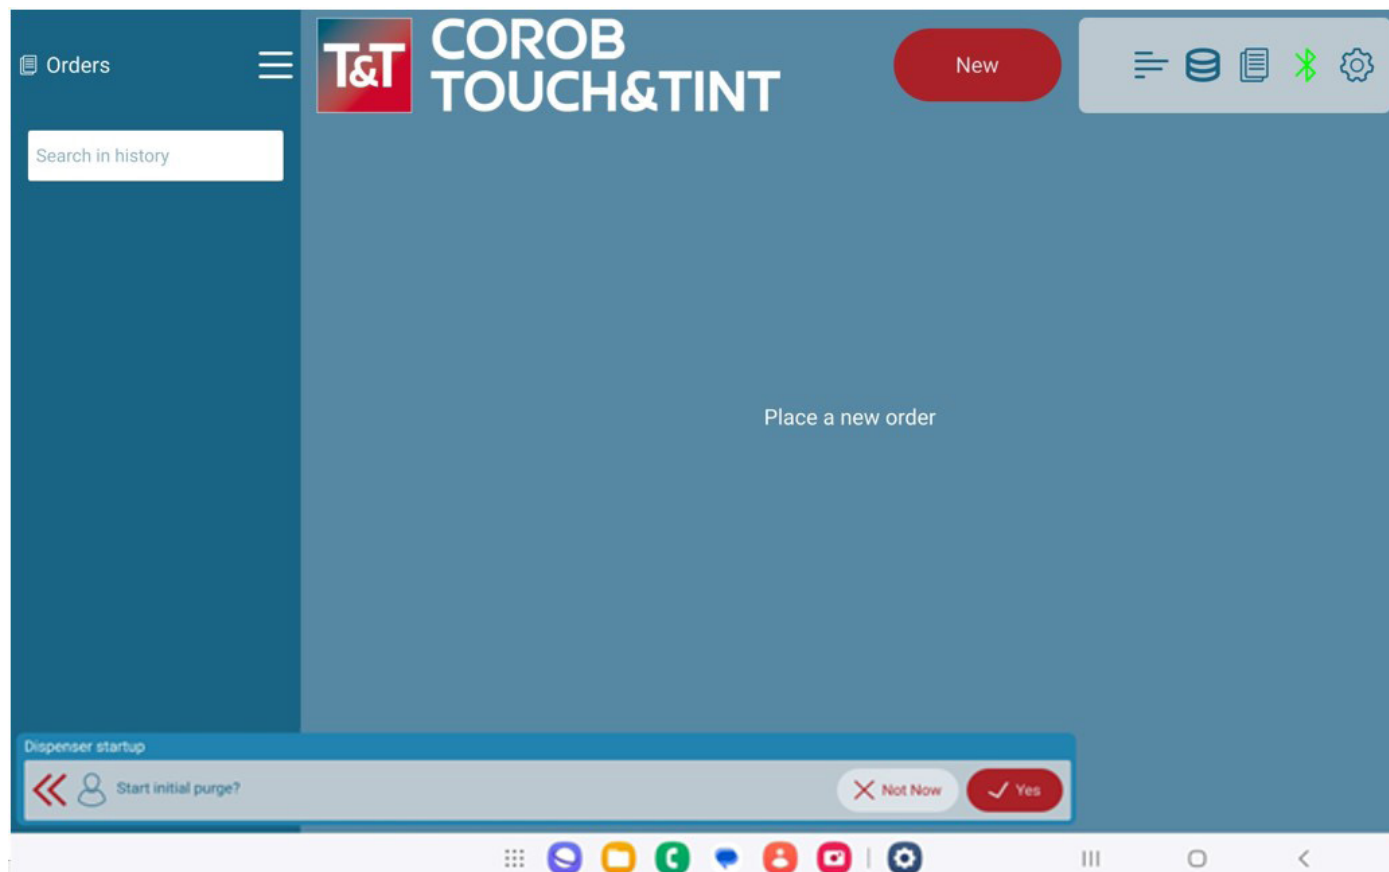 Orders
T&T
COROB
TOUCH&TINT
New
Search in history
Place a new order
Dispenser startup
Start initial purge?
Not Now
Yes